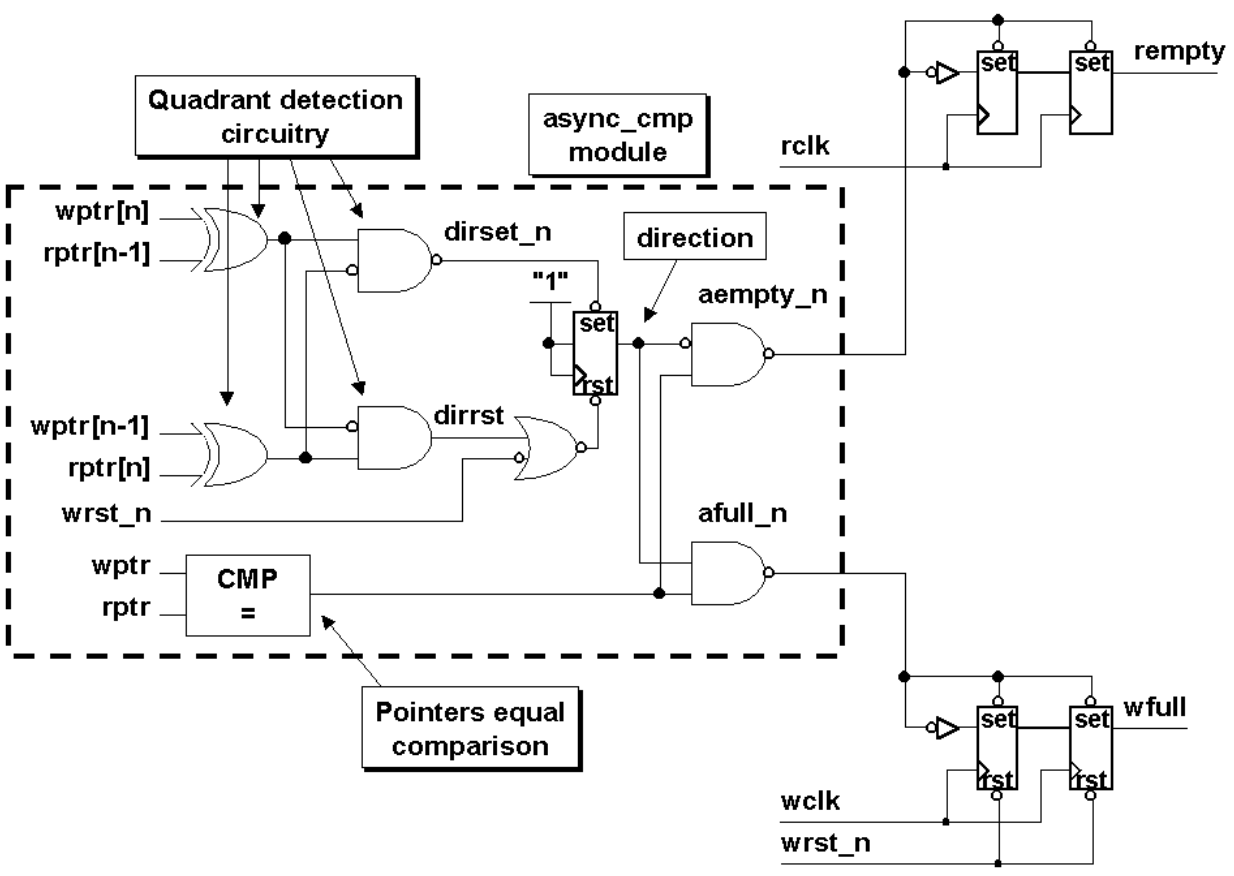 rempty
set
set
rclk
Quadrant detection
circuitry
async_cmp
module
wptr[n]
rptr[n-1]
dirset_n
direction
"1"
aempty_n
set
rst
wptr[n-1]
rptr[n]
dirrst
wrst_n
afull_n
wptr
rptr
CMP
=
Pointers equal
comparison
set
set
wfull
rst
rst
wclk
wrst_n